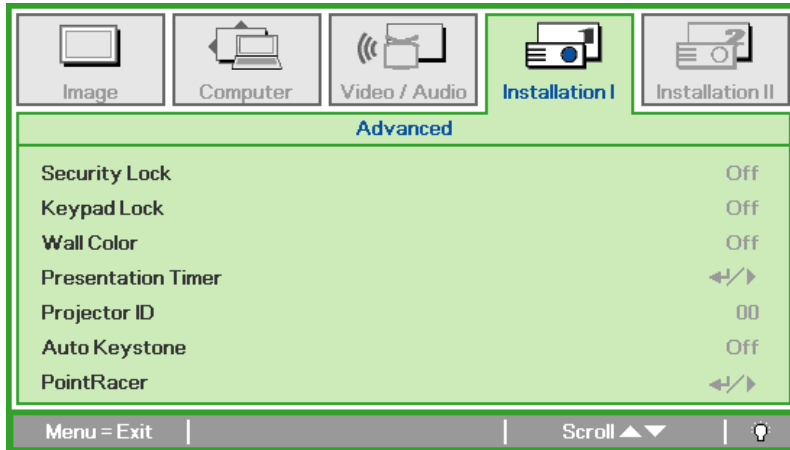 Image Computer Video / Audio Installation I Installation II
Advanced
Security Lock Off
Keypad Lock Off
Wall Color Off
Presentation Timer
Projector ID 00
Auto Keystone Off
PointRacer
Menu = Exit Scroll